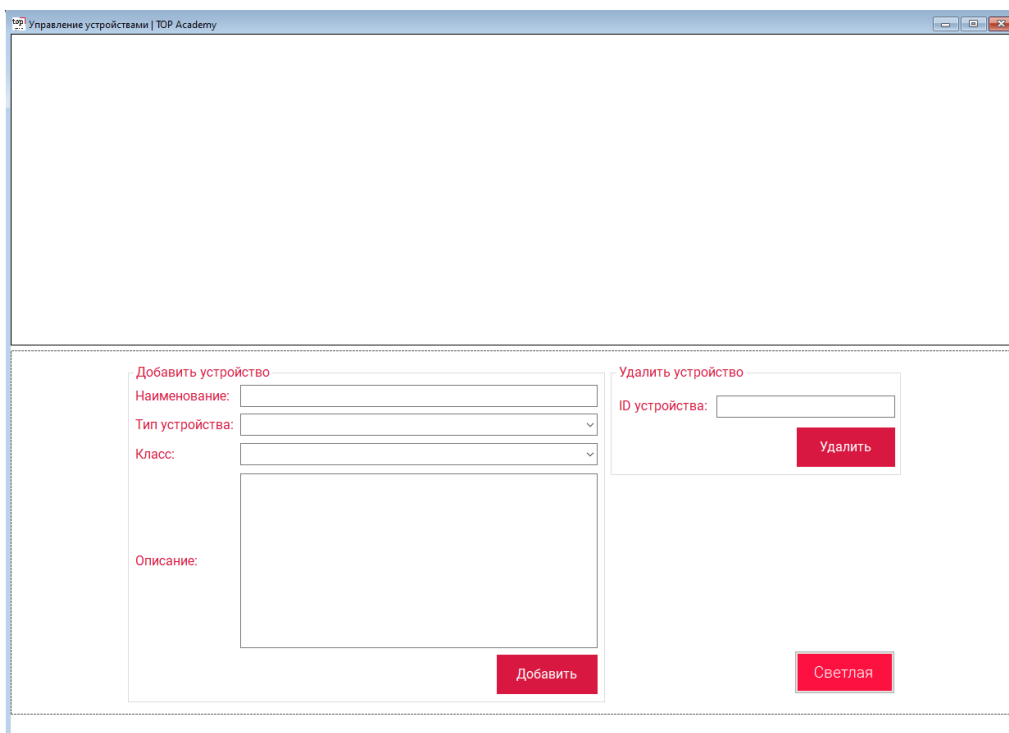 top Управление устройствами | TOP Academy
Добавить устройство
Наименование:
Тип устройства:
Класс:
Описание:
Добавить
Удалить устройство
ID устройства:
Удалить
Светлая